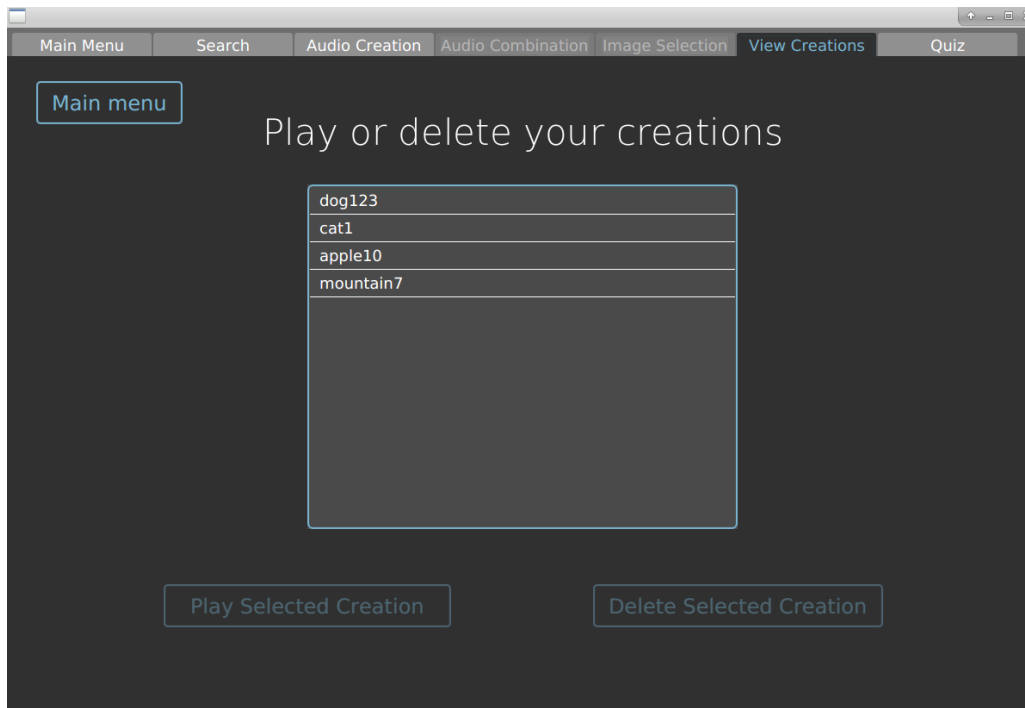 Main Menu Search Audio Creation Audio Combination Image Selection View Creations Quiz
Main menu
Play or delete your creations
dog123
cat1
apple10
mountain7
Play Selected Creation Delete Selected Creation